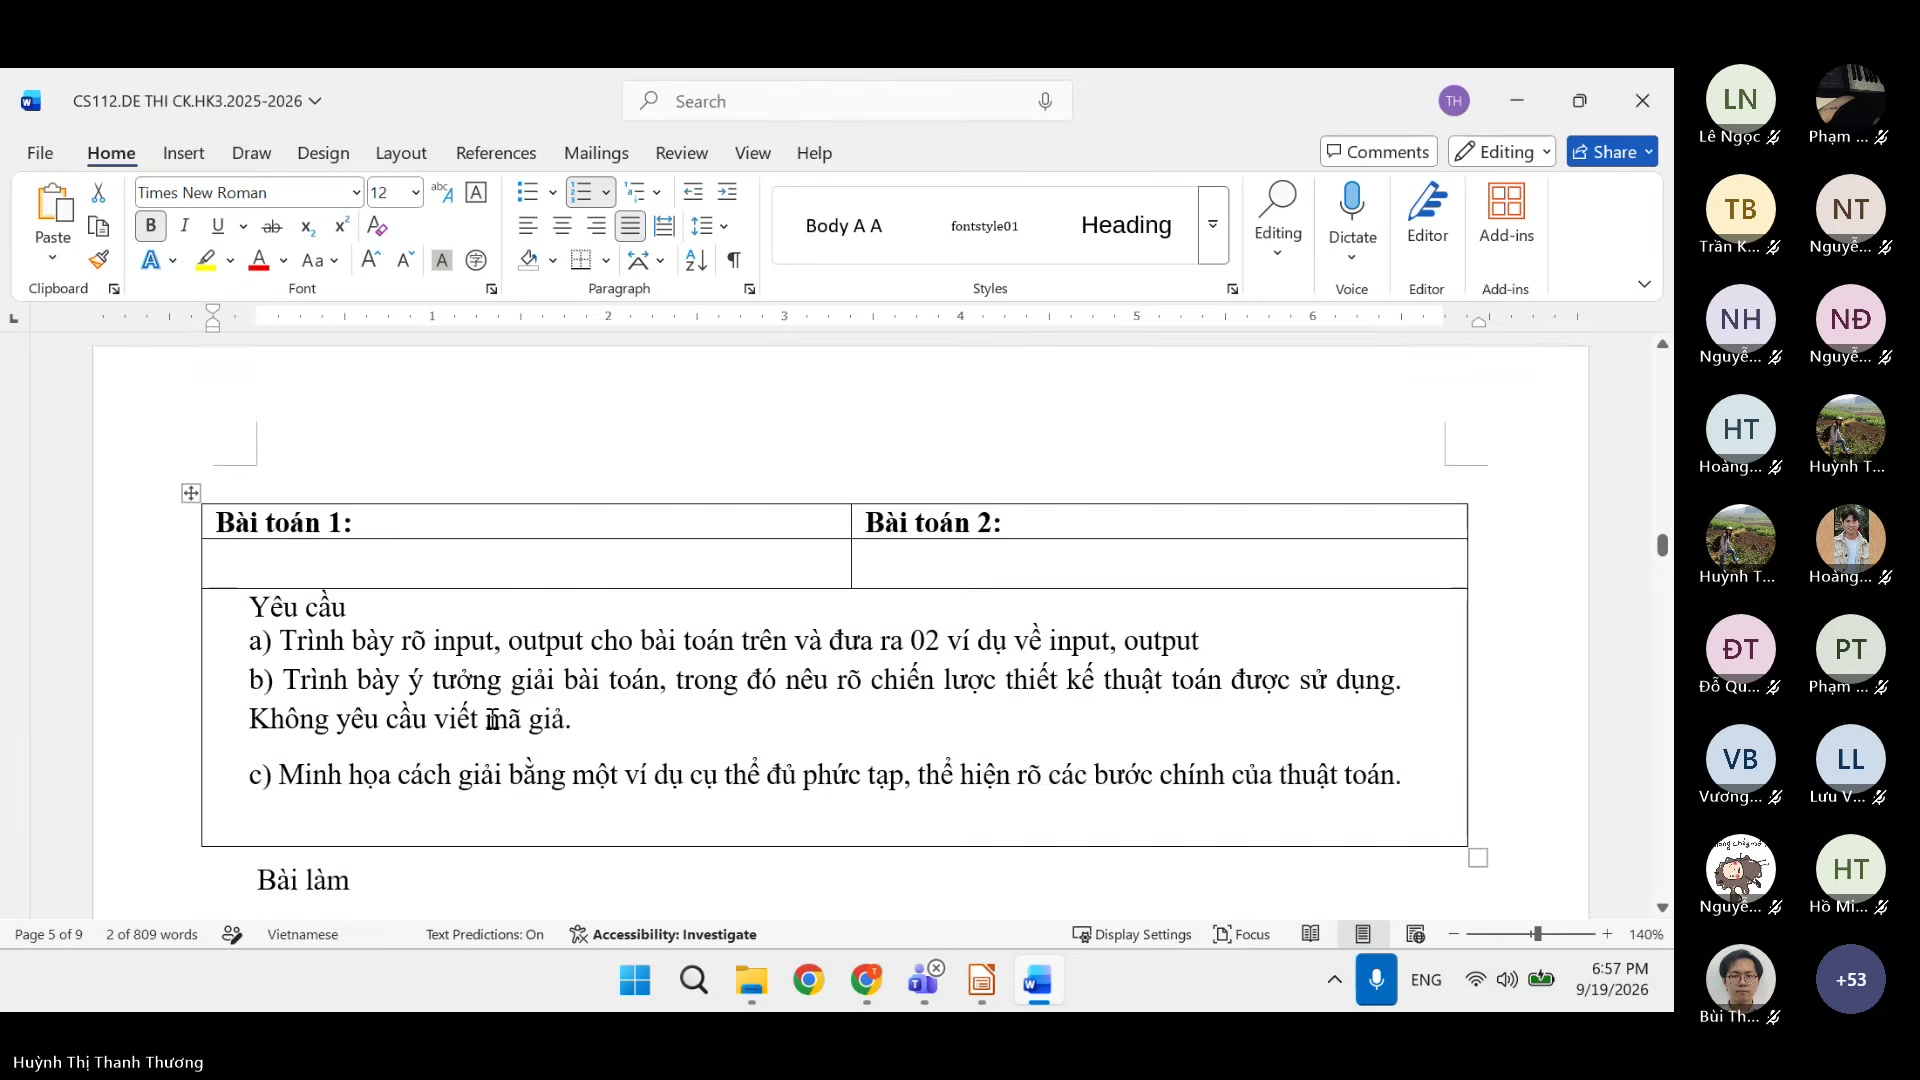 CS112.DE THI CK.HK3.2025-2026
Search
TH
File Home Insert Draw Design Layout References Mailings Review View Help
Comments Editing Share
Paste
Times New Roman 12
Body A A
fontstyle01
Heading
Editing
Dictate
Editor
Add-ins
Clipboard Font Paragraph Styles Voice Editor Add-ins
1 2 3 4 5 6
Bài toán 1: Bài toán 2:
Yêu cầu
a) Trình bày rõ input, output cho bài toán trên và đưa ra 02 ví dụ về input, output
b) Trình bày ý tưởng giải bài toán, trong đó nêu rõ chiến lược thiết kế thuật toán được sử dụng.
Không yêu cầu viết mã giả.
c) Minh họa cách giải bằng một ví dụ cụ thể đủ phức tạp, thể hiện rõ các bước chính của thuật toán.
Bài làm
Page 5 of 9 2 of 809 words Vietnamese Text Predictions: On Accessibility: Investigate Display Settings Focus 140%
ENG
6:57 PM
9/19/2026
LN
Lê Ngọc
Phạm ...
TB
Trần K...
NT
Nguyễ...
NH
Nguyễ...
NĐ
Nguyễ...
HT
Hoàng...
Huỳnh T...
Huỳnh T...
Hoàng...
ĐT
Đỗ Qu...
PT
Phạm ...
VB
Vương...
LL
Lưu V...
Nguyễ...
HT
Hồ Mi...
Bùi Th...
+53
Huỳnh Thị Thanh Thương